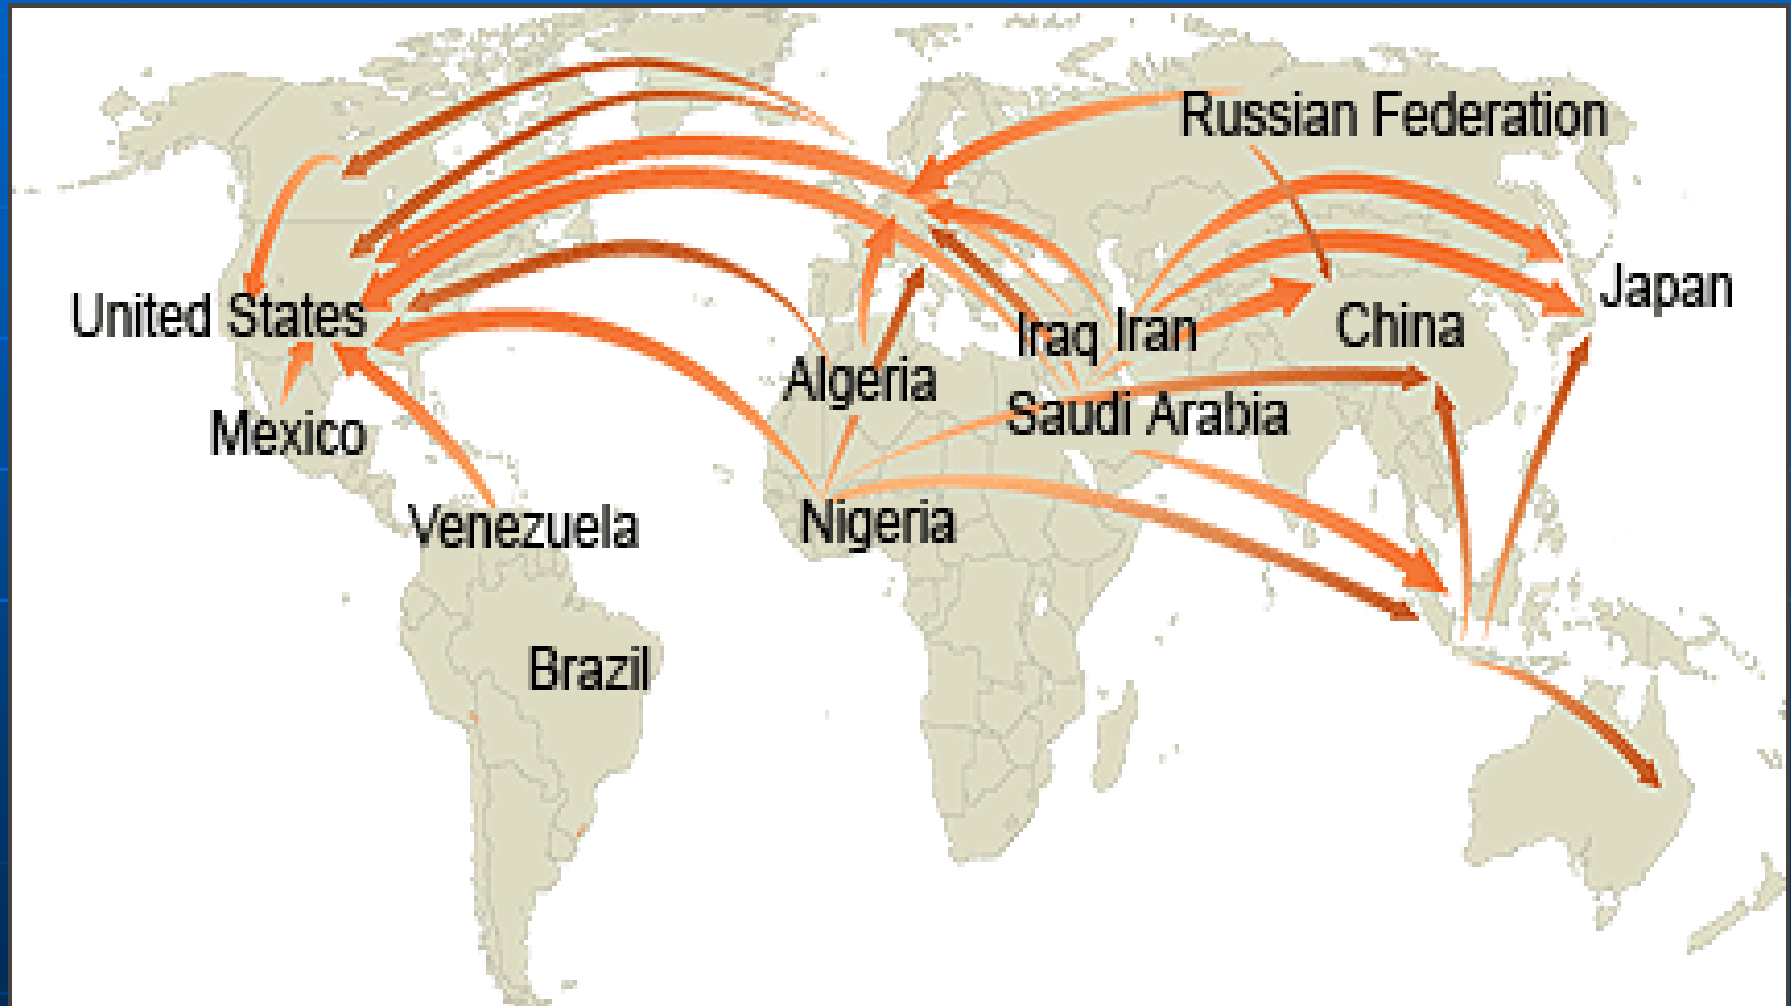 Russian Federation
Japan
United States
Iraq
Iran
China
Algeria
Saudi Arabia
Mexico
Venezuela
Nigeria
Brazil